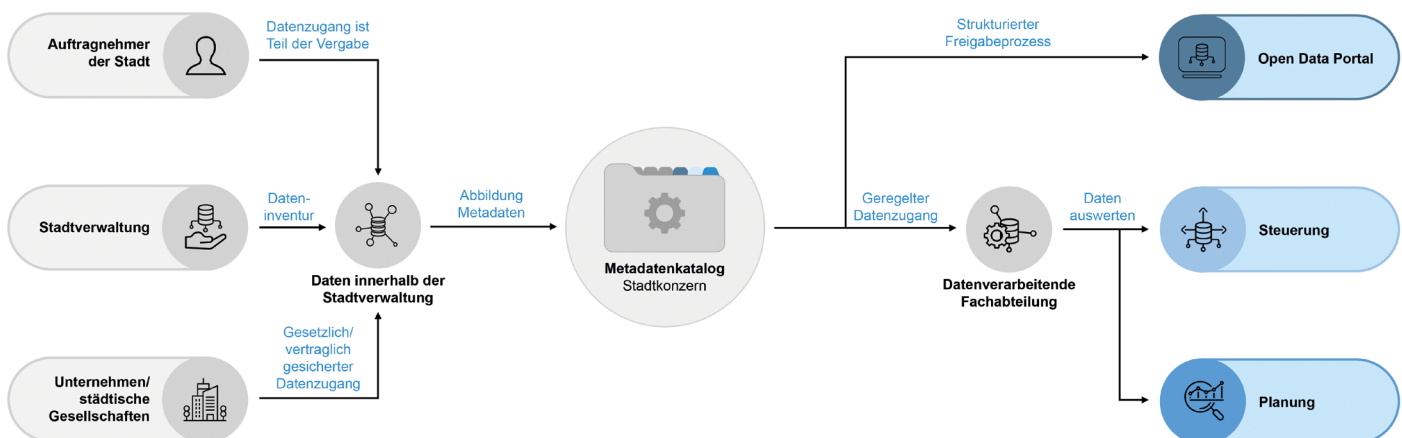 Auftragnehmer
der Stadt
Datenzugang ist
Teil der Vergabe
Strukturierter
Freigabeprozess
Open Data Portal
Stadtverwaltung
Daten-
inventur
Daten innerhalb der
Stadtverwaltung
Abbildung
Metadaten
Metadatenkatalog
Stadtkonzern
Geregelter
Datenzugang
Datenverarbeitende
Fachabteilung
Daten
auswerten
Steuerung
Unternehmen/
städtische
Gesellschaften
Gesetzlich/
vertraglich
gesicherter
Datenzugang
Planung